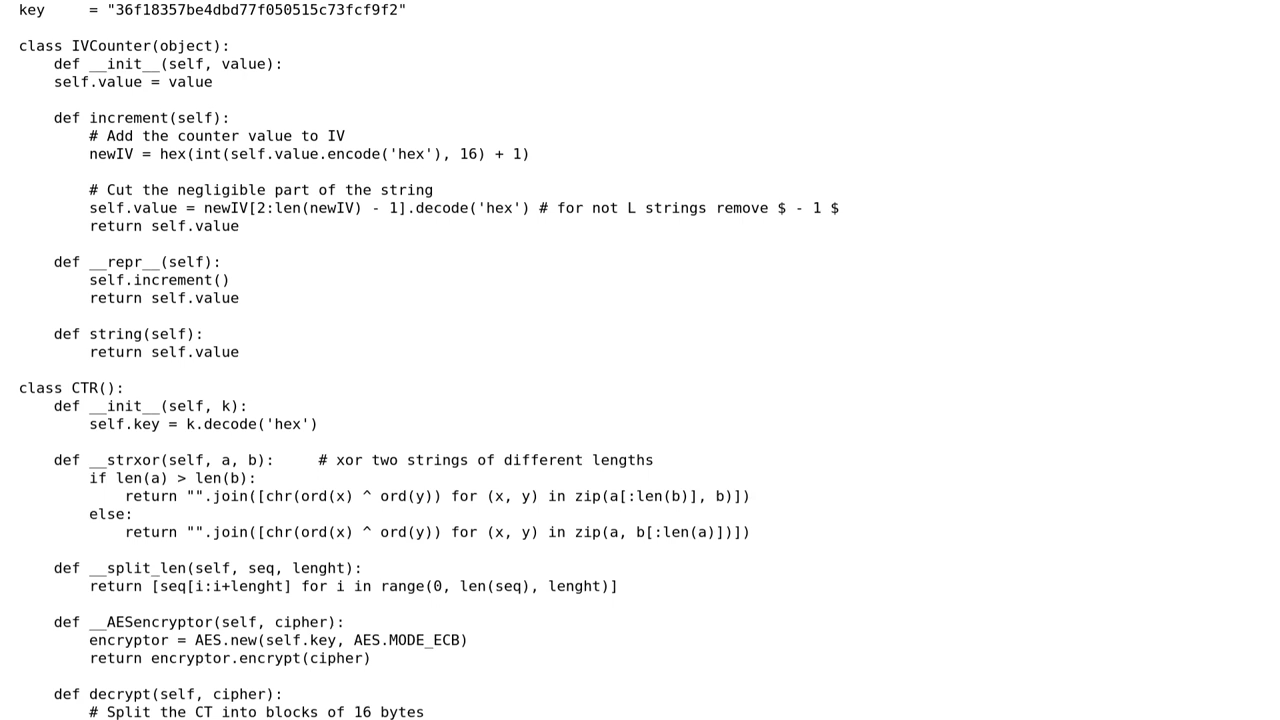 key     = "36f18357be4dbd77f050515c73fcf9f2"

class IVCounter(object):
    def __init__(self, value):
    self.value = value

    def increment(self):
        # Add the counter value to IV
        newIV = hex(int(self.value.encode('hex'), 16) + 1)

        # Cut the negligible part of the string
        self.value = newIV[2:len(newIV) - 1].decode('hex') # for not L strings remove $ - 1 $
        return self.value

    def __repr__(self):
        self.increment()
        return self.value

    def string(self):
        return self.value

class CTR():
    def __init__(self, k):
        self.key = k.decode('hex')

    def __strxor(self, a, b):     # xor two strings of different lengths
        if len(a) > len(b):
            return "".join([chr(ord(x) ^ ord(y)) for (x, y) in zip(a[:len(b)], b)])
        else:
            return "".join([chr(ord(x) ^ ord(y)) for (x, y) in zip(a, b[:len(a)])])

    def __split_len(self, seq, lenght):
        return [seq[i:i+lenght] for i in range(0, len(seq), lenght)]

    def __AESencryptor(self, cipher):
        encryptor = AES.new(self.key, AES.MODE_ECB)
        return encryptor.encrypt(cipher)

    def decrypt(self, cipher):
        # Split the CT into blocks of 16 bytes